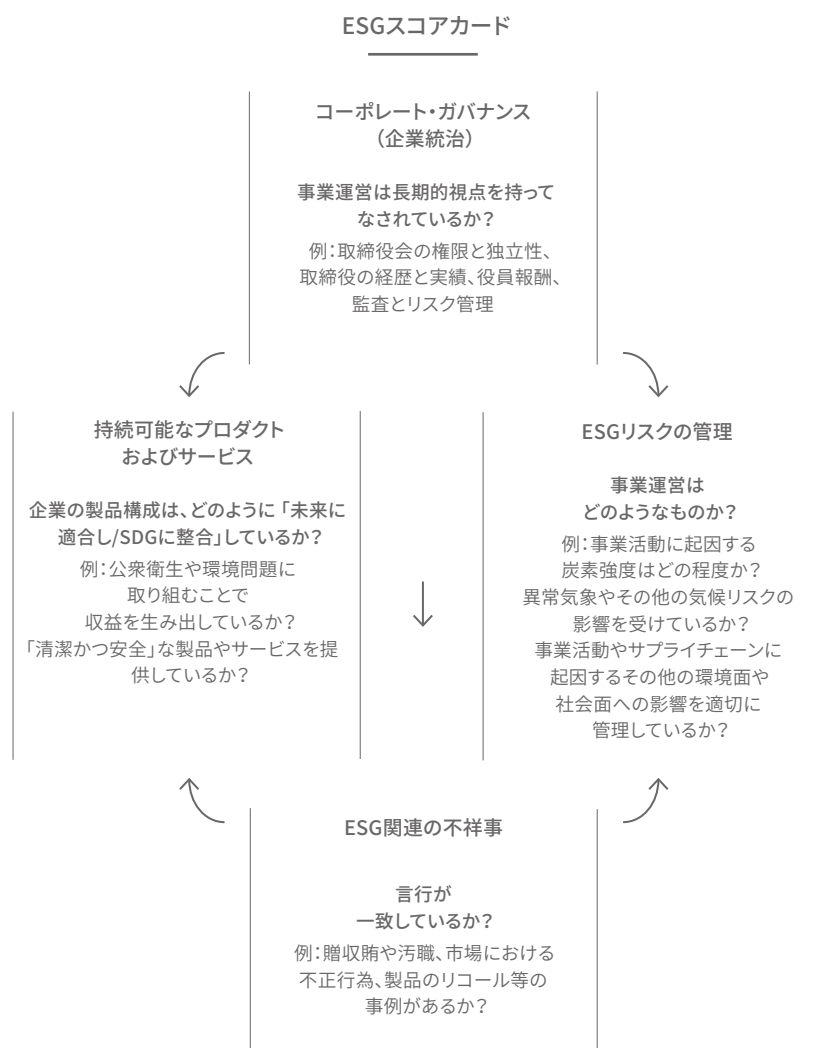 ESGスコアカード
コーポレート・ガバナンス
（企業統治）
事業運営は長期的視点を持って
なされているか？
例：取締役会の権限と独立性、
取締役の経歴と実績、役員報酬、
監査とリスク管理
持続可能なプロダクト
およびサービス
企業の製品構成は、どのように「未来に
適合し/SDGに整合」しているか？
例：公衆衛生や環境問題に
取り組むことで
収益を生み出しているか？
「清潔かつ安全」な製品やサービスを提
供しているか？
ESGリスクの管理
事業運営は
どのようなものか？
例：事業活動に起因する
炭素強度はどの程度か？
異常気象やその他の気候リスクの
影響を受けているか？
事業活動やサプライチェーンに
起因するその他の環境面や
社会面への影響を適切に
管理しているか？
ESG関連の不祥事
言行が
一致しているか？
例：贈収賄や汚職、市場における
不正行為、製品のリコール等の
事例があるか？